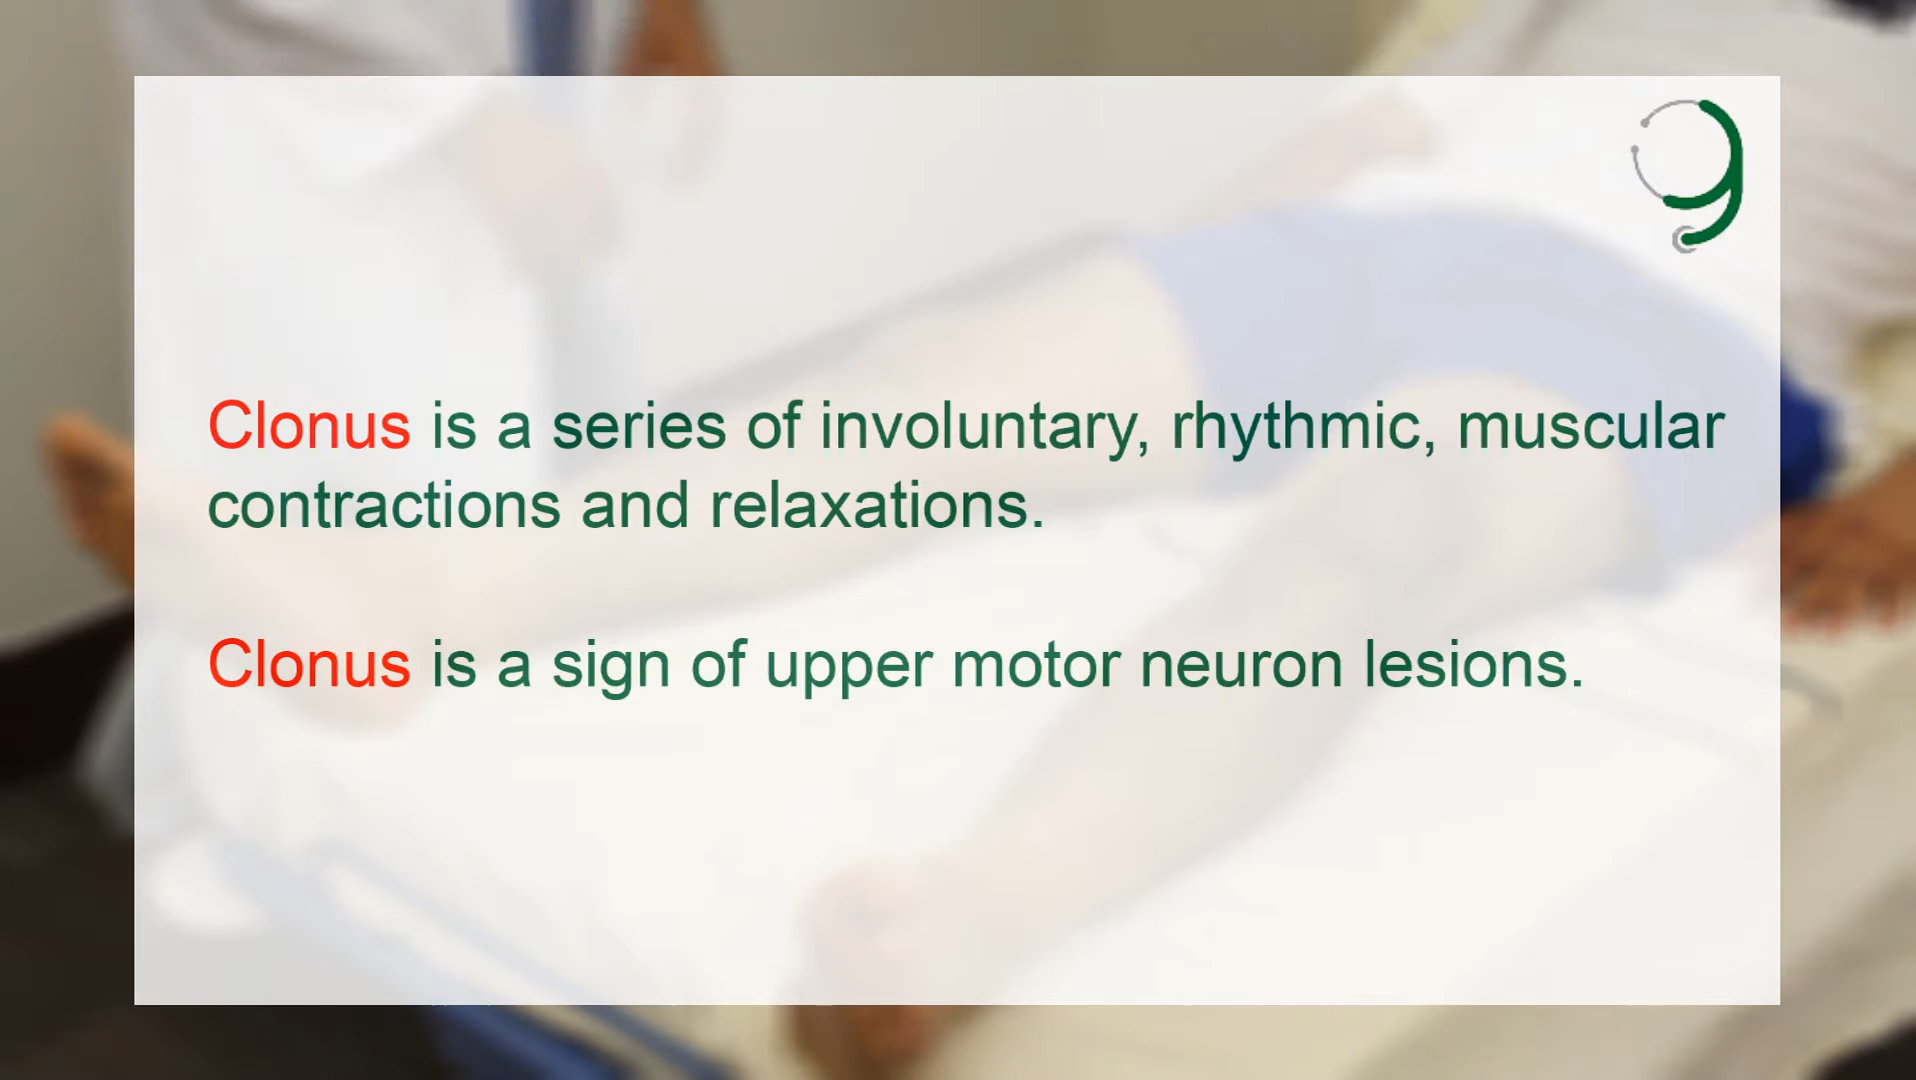 Clonus is a series of involuntary, rhythmic, muscular
contractions and relaxations.
Clonus is a sign of upper motor neuron lesions.